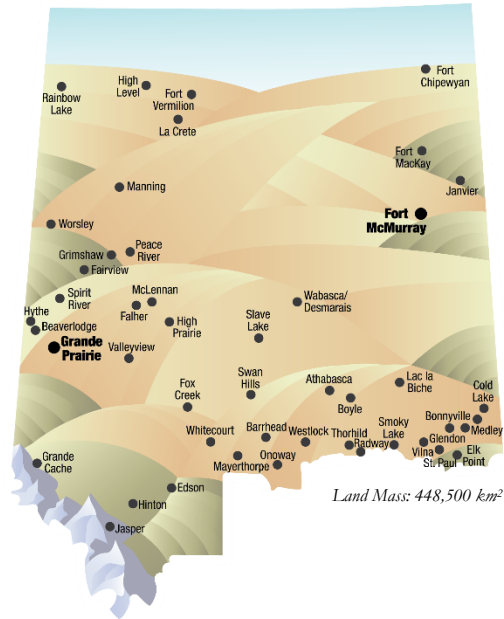 Fort
Chipewyan
High
Level
Rainbow
Lake
Fort
Vermilion
La Crete
Fort
MacKay
Janvier
Manning
Fort
McMurray
Worsley
Peace
River
Grimshaw
Fairview
Spirit
River
McLennan
Wabasca/
Desmarais
Hythe
Falher
High
Prairie
Slave
Lake
Beaverlodge
Grande
Prairie
Valleyview
Fox
Creek
Swan
Hills
Athabasca
Lac la
Biche
Cold
Lake
Boyle
Whitecourt
Barrhead
Westlock
Thorhild
Smoky
Lake
Bonnyville
Medley
Radway
Glendon
Vilna
Elk
Point
St. Paul
Onoway
Mayerthorpe
Grande
Cache
Edson
Hinton
Jasper
Land Mass: 448,500 km²